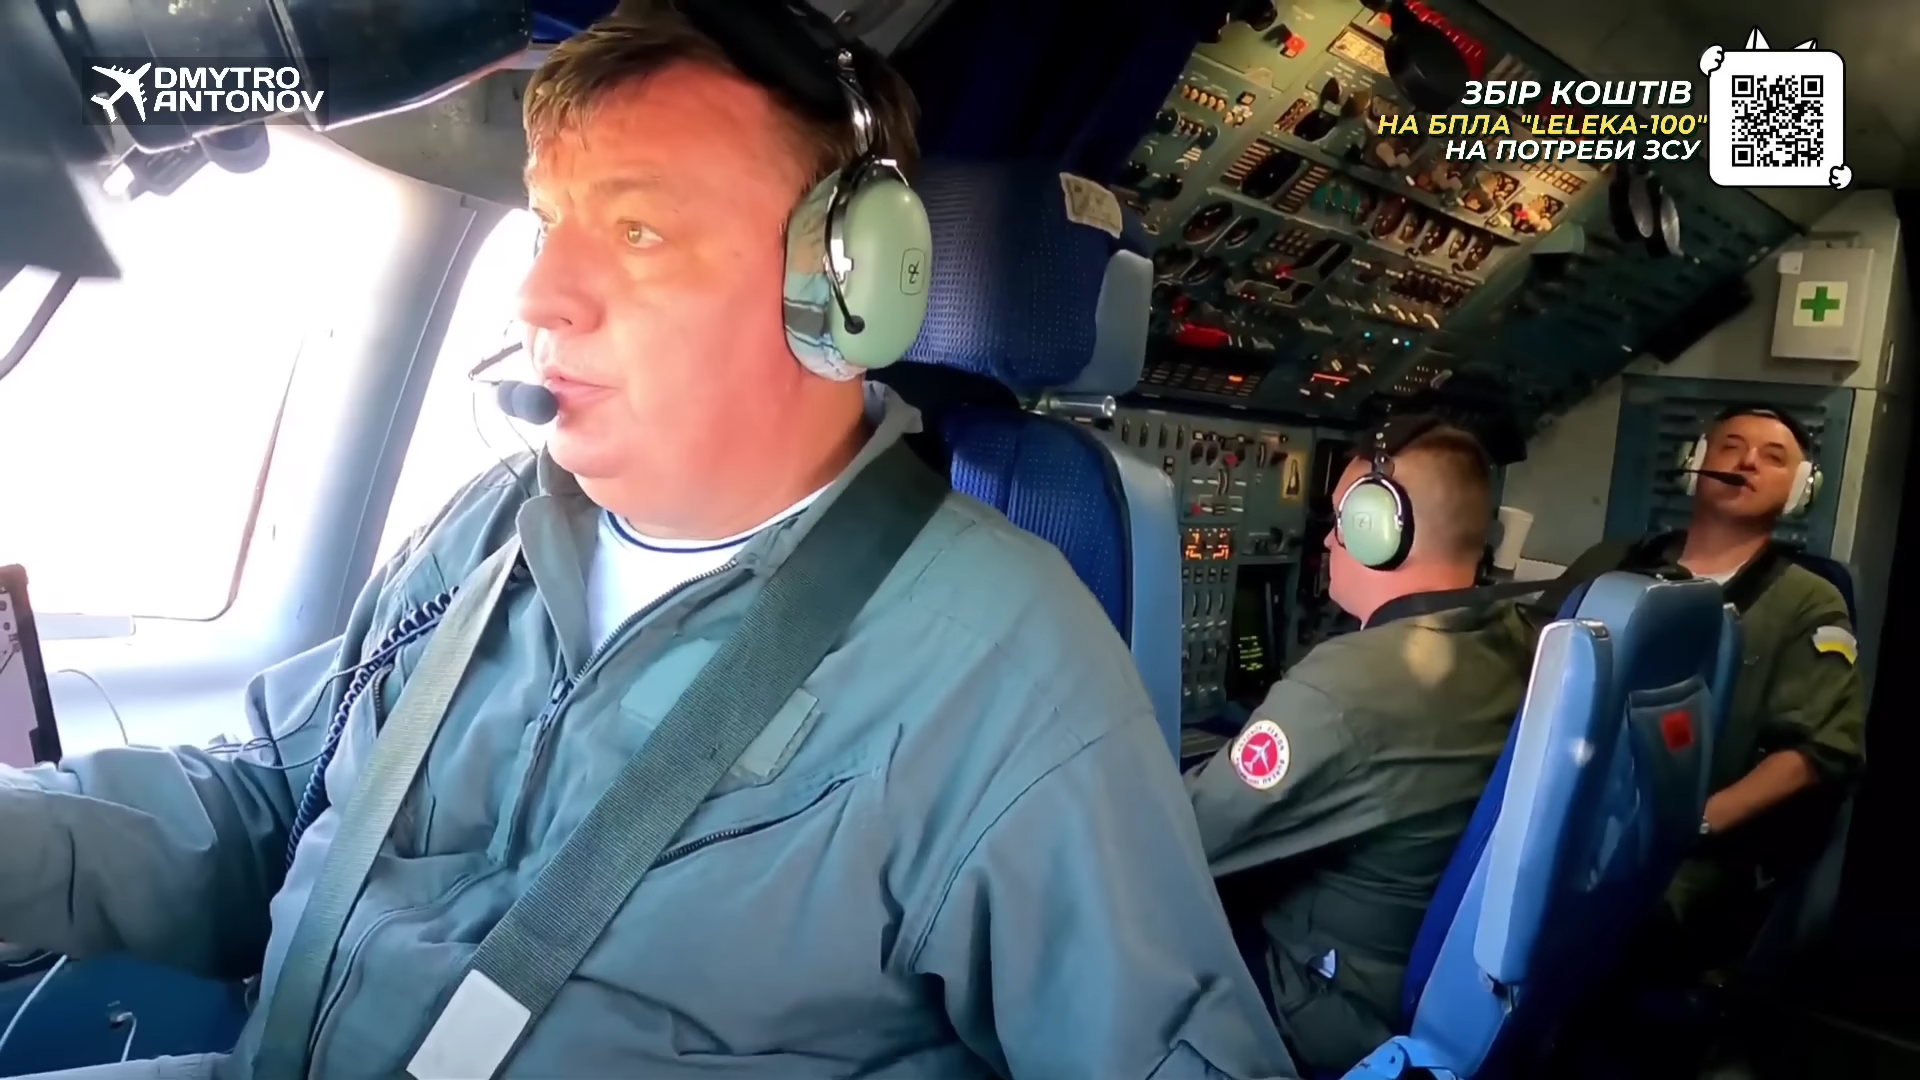 DMYTRO
ANTONOV
ЗБІР КОШТІВ
НА БПЛА "LELEKA-100"
НА ПОТРЕБИ ЗСУ